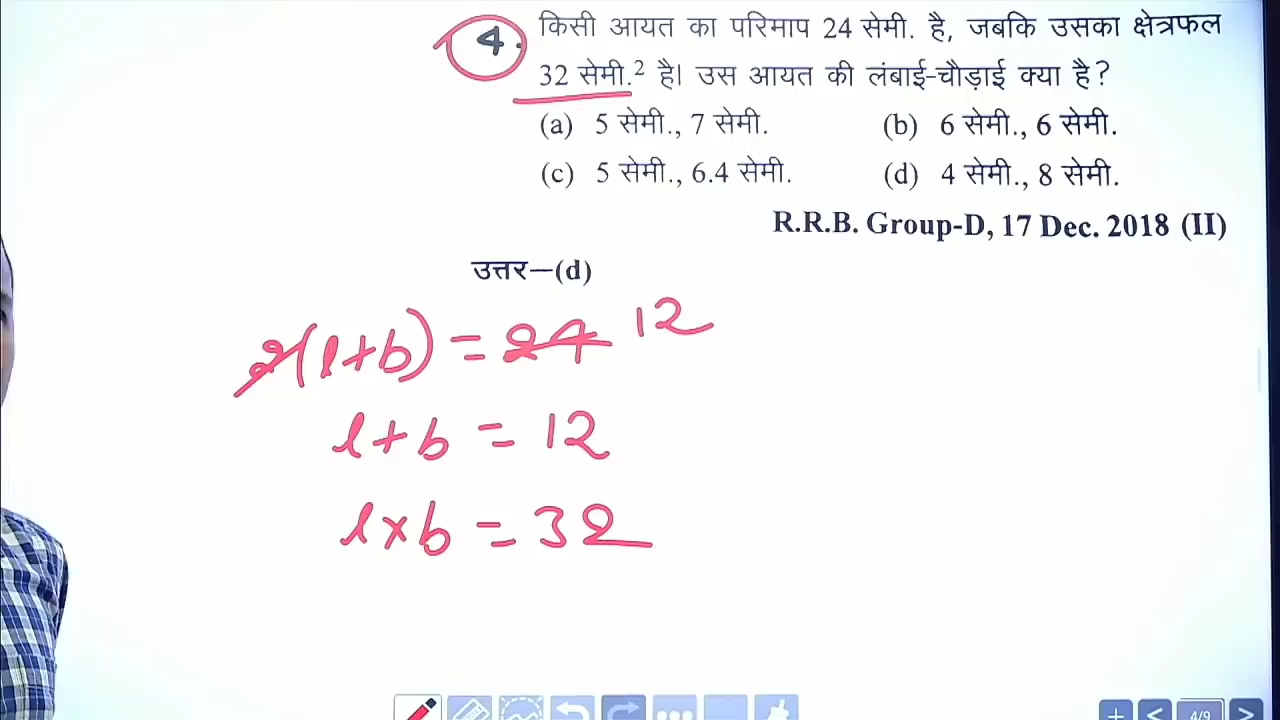 4. किसी आयत का परिमाप 24 सेमी. है, जबकि उसका क्षेत्रफल
32 सेमी.² है। उस आयत की लंबाई-चौड़ाई क्या है?
(a) 5 सेमी., 7 सेमी. (b) 6 सेमी., 6 सेमी.
(c) 5 सेमी., 6.4 सेमी. (d) 4 सेमी., 8 सेमी.
R.R.B. Group-D, 17 Dec. 2018 (II)
उत्तर—(d)
2(l+b) = 24 12
l+b = 12
l×b = 32
4/9